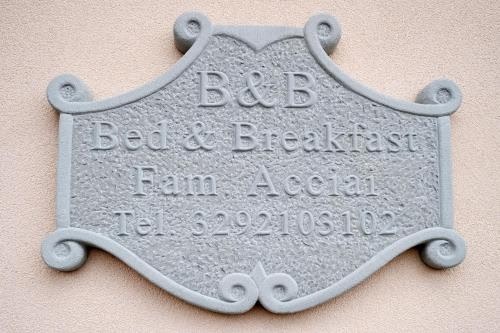 B&B
Bed & Breakfast
Fam Acciai
Tel. 3292103102